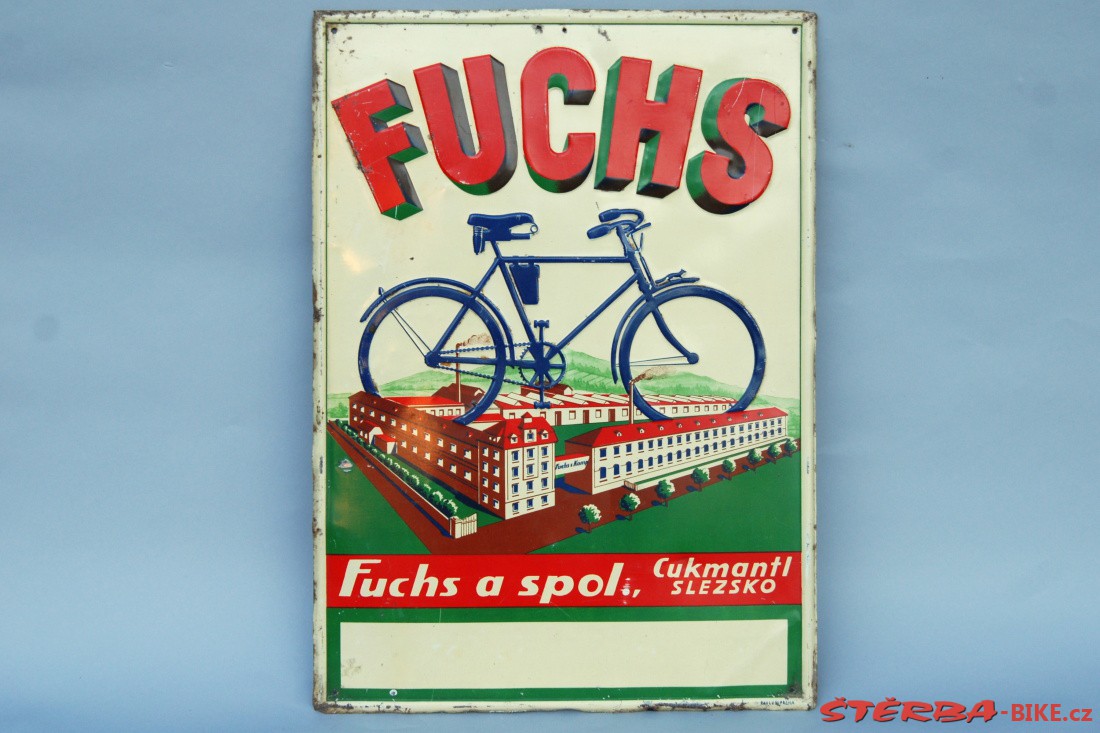 FUCHS
Fuchs a spol.,
Cukmantl
SLEZSKO
ŠTĚRBA-BIKE.cz